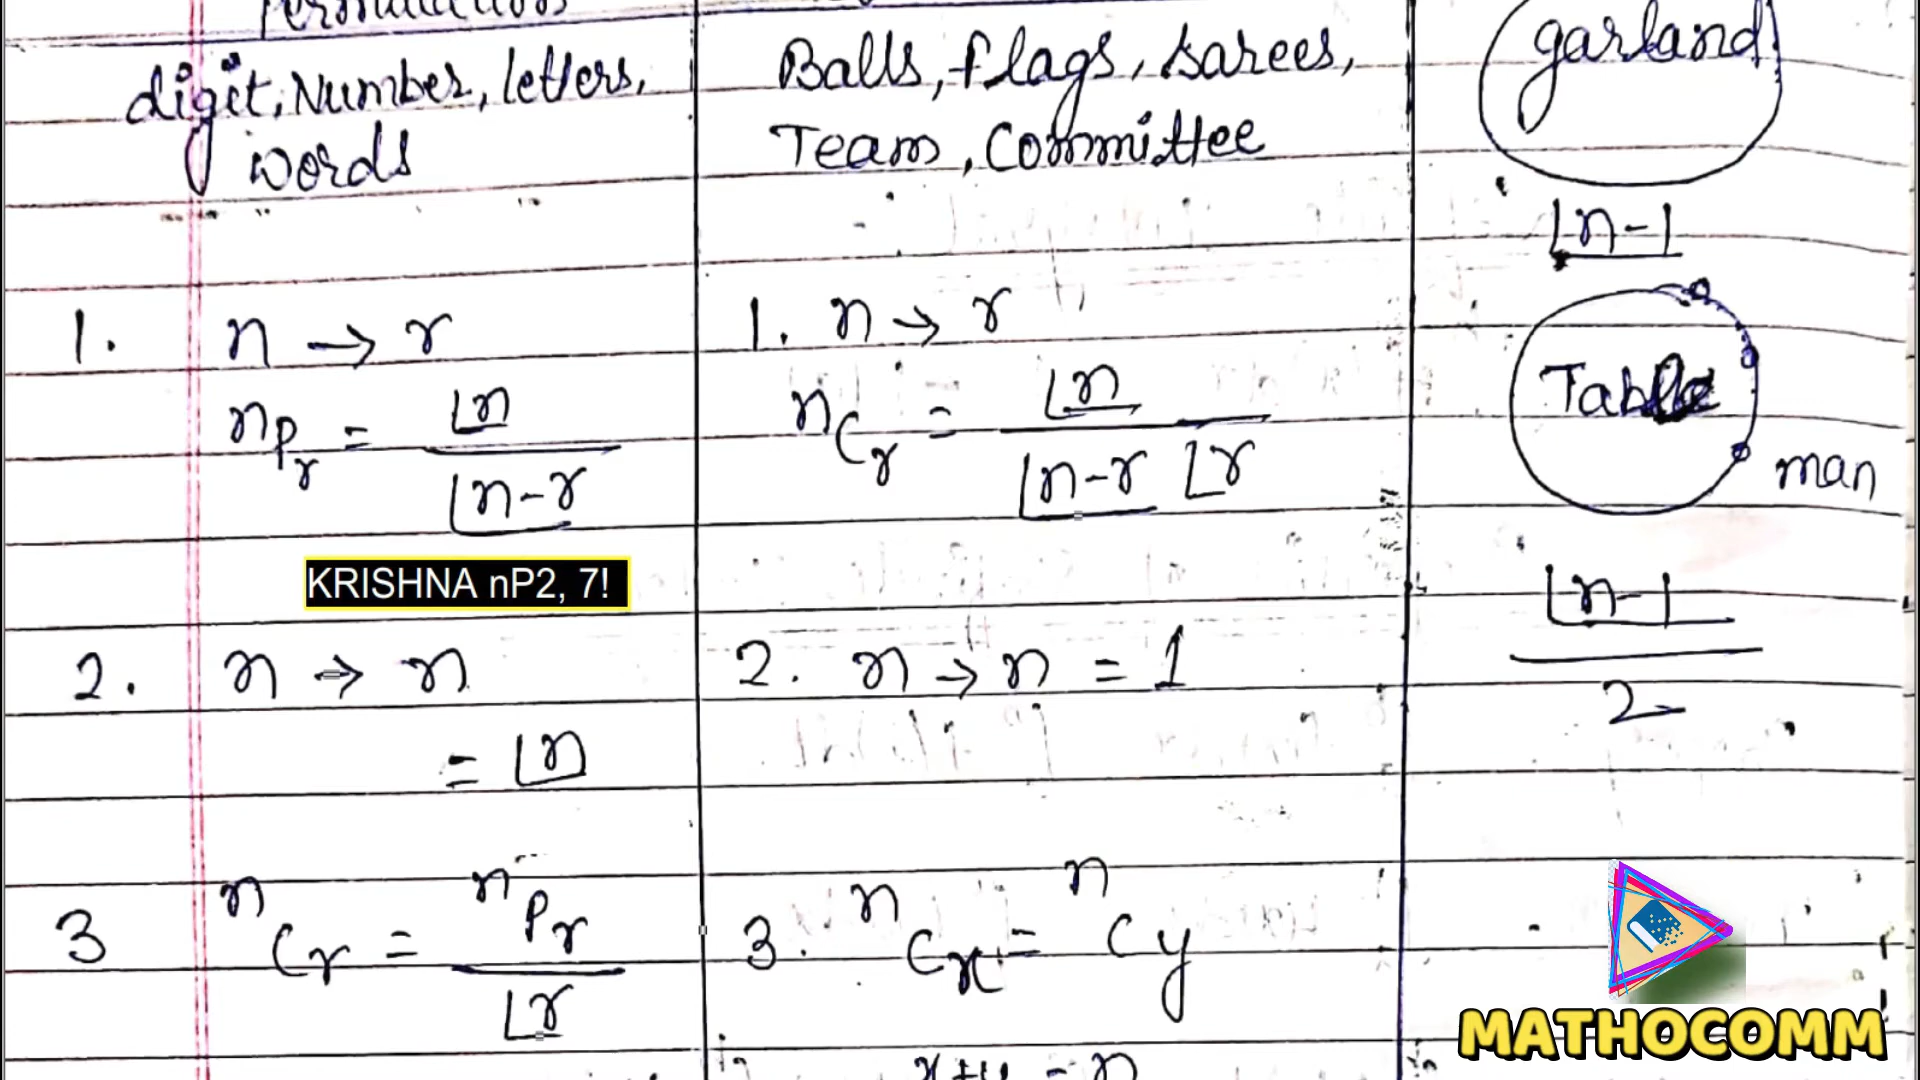 Permutation
digit, Number, letters,
words
1. n → r
nPr = ⌊n / ⌊n-r
KRISHNA nP2, 7!
2. n → n
= ⌊n
3 nCr = nPr / ⌊r
Balls, flags, sarees,
Team, Committee
1. n → r
nCr = ⌊n / ⌊n-r ⌊r
2. n → n = 1
3. nCx = nCy
x+y = n
garland
⌊n-1
Table
man
⌊n-1
2
MATHOCOMM